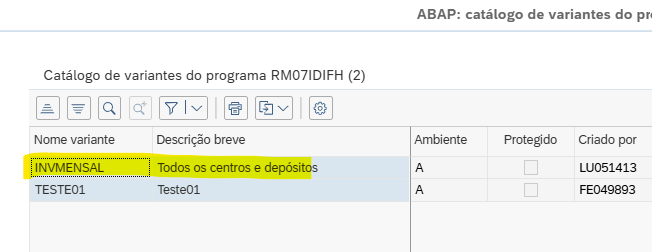 ABAP: catálogo de variantes do
Catálogo de variantes do programa RM07IDIFH (2)
Nome variante Descrição breve Ambiente Protegido Criado por
INVMENSAL Todos os centros e depósitos A LU051413
TESTE01 Teste01 A FE049893